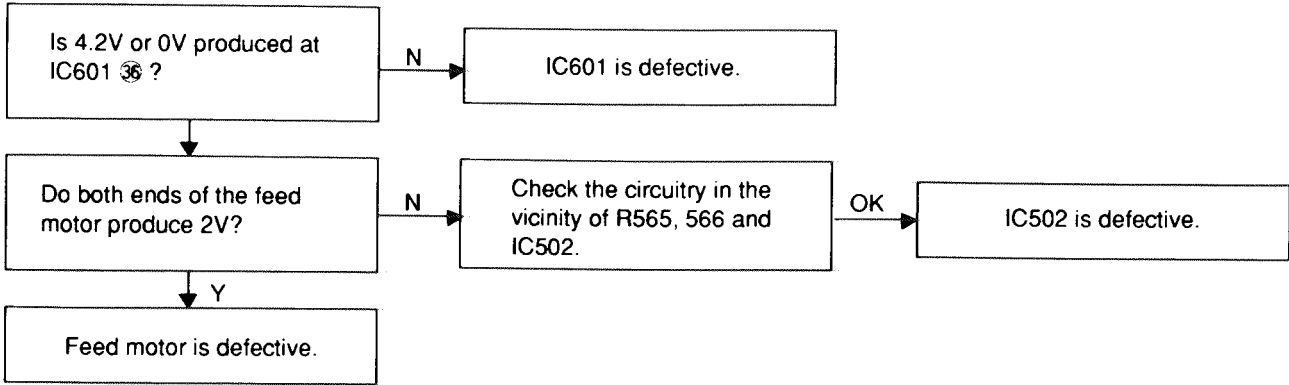 Is 4.2V or 0V produced at
IC601 ㊱ ?
N
IC601 is defective.
Do both ends of the feed
motor produce 2V?
N
Check the circuitry in the
vicinity of R565, 566 and
IC502.
OK
IC502 is defective.
Y
Feed motor is defective.